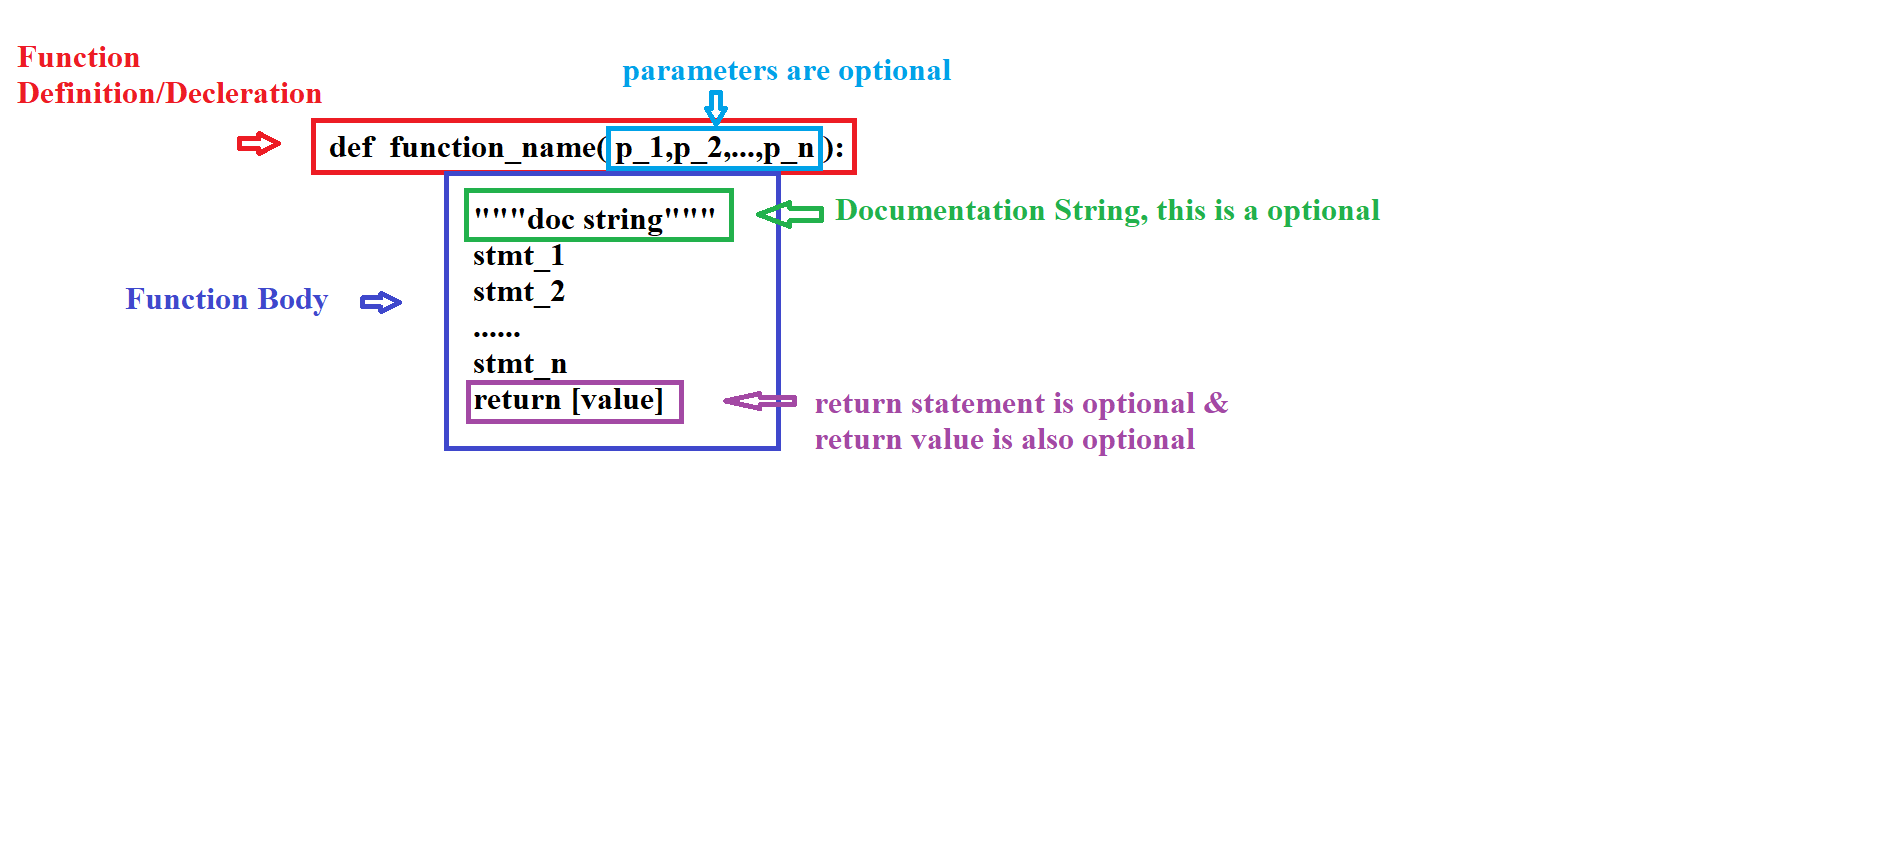 Function
Definition/Decleration
parameters are optional
def function_name(p_1,p_2,...,p_n):
"""doc string"""
Documentation String, this is a optional
stmt_1
stmt_2
Function Body
......
stmt_n
return [value]
return statement is optional &
return value is also optional